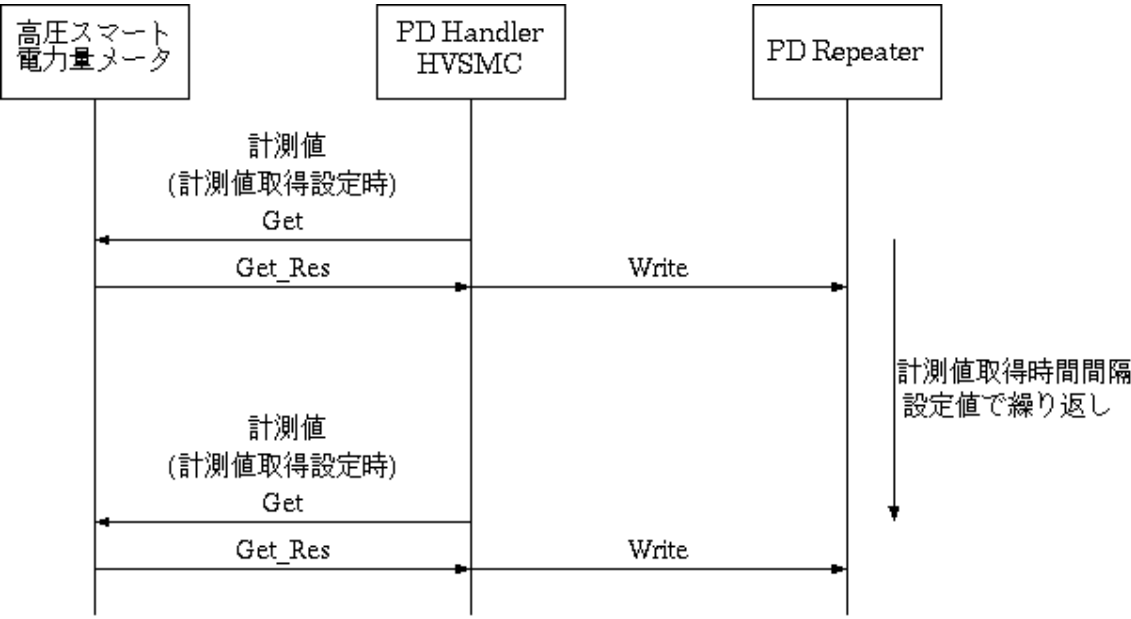 高圧スマート
電力量メータ
PD Handler
HVSMC
PD Repeater
計測値
(計測値取得設定時)
Get
Get_Res
Write
計測値取得時間間隔
設定値で繰り返し
計測値
(計測値取得設定時)
Get
Get_Res
Write